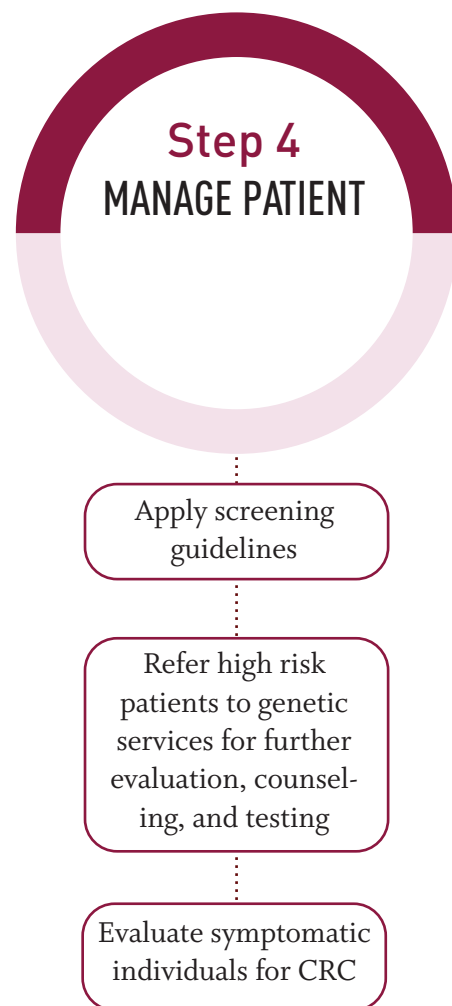 Step 4
MANAGE PATIENT
Apply screening
guidelines
Refer high risk
patients to genetic
services for further
evaluation, counsel-
ing, and testing
Evaluate symptomatic
individuals for CRC